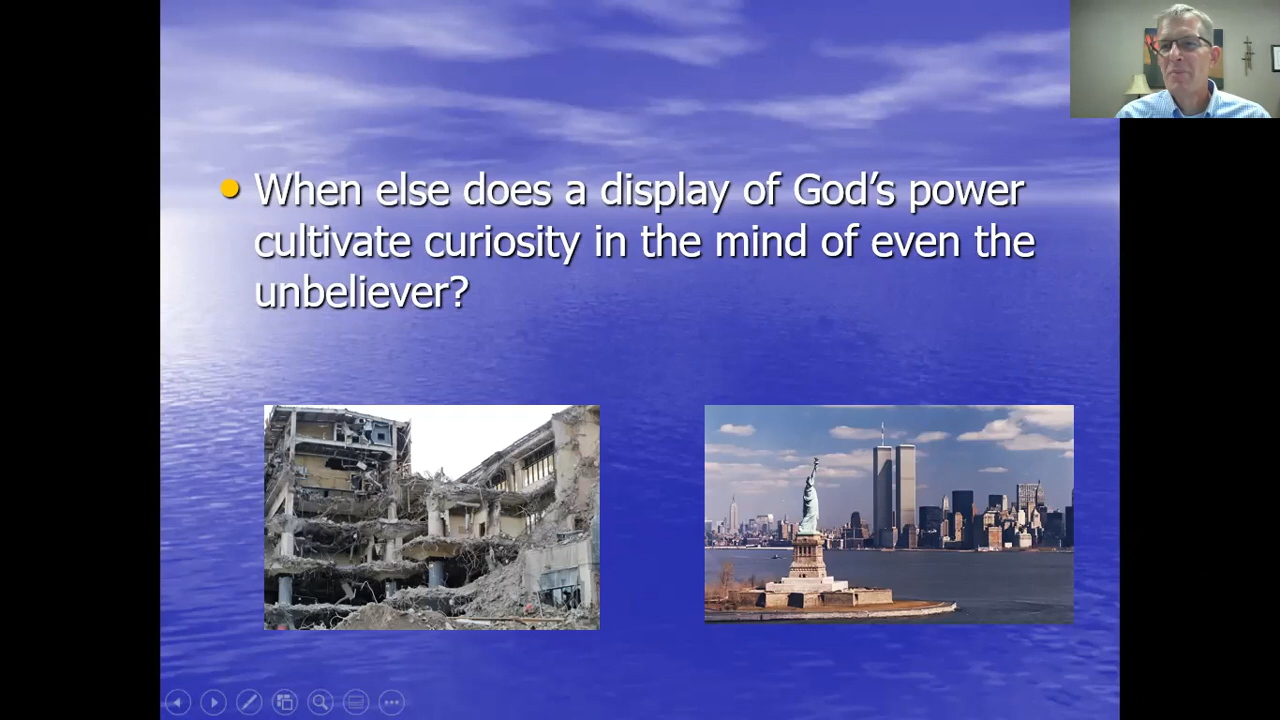 When else does a display of God's power
cultivate curiosity in the mind of even the
unbeliever?